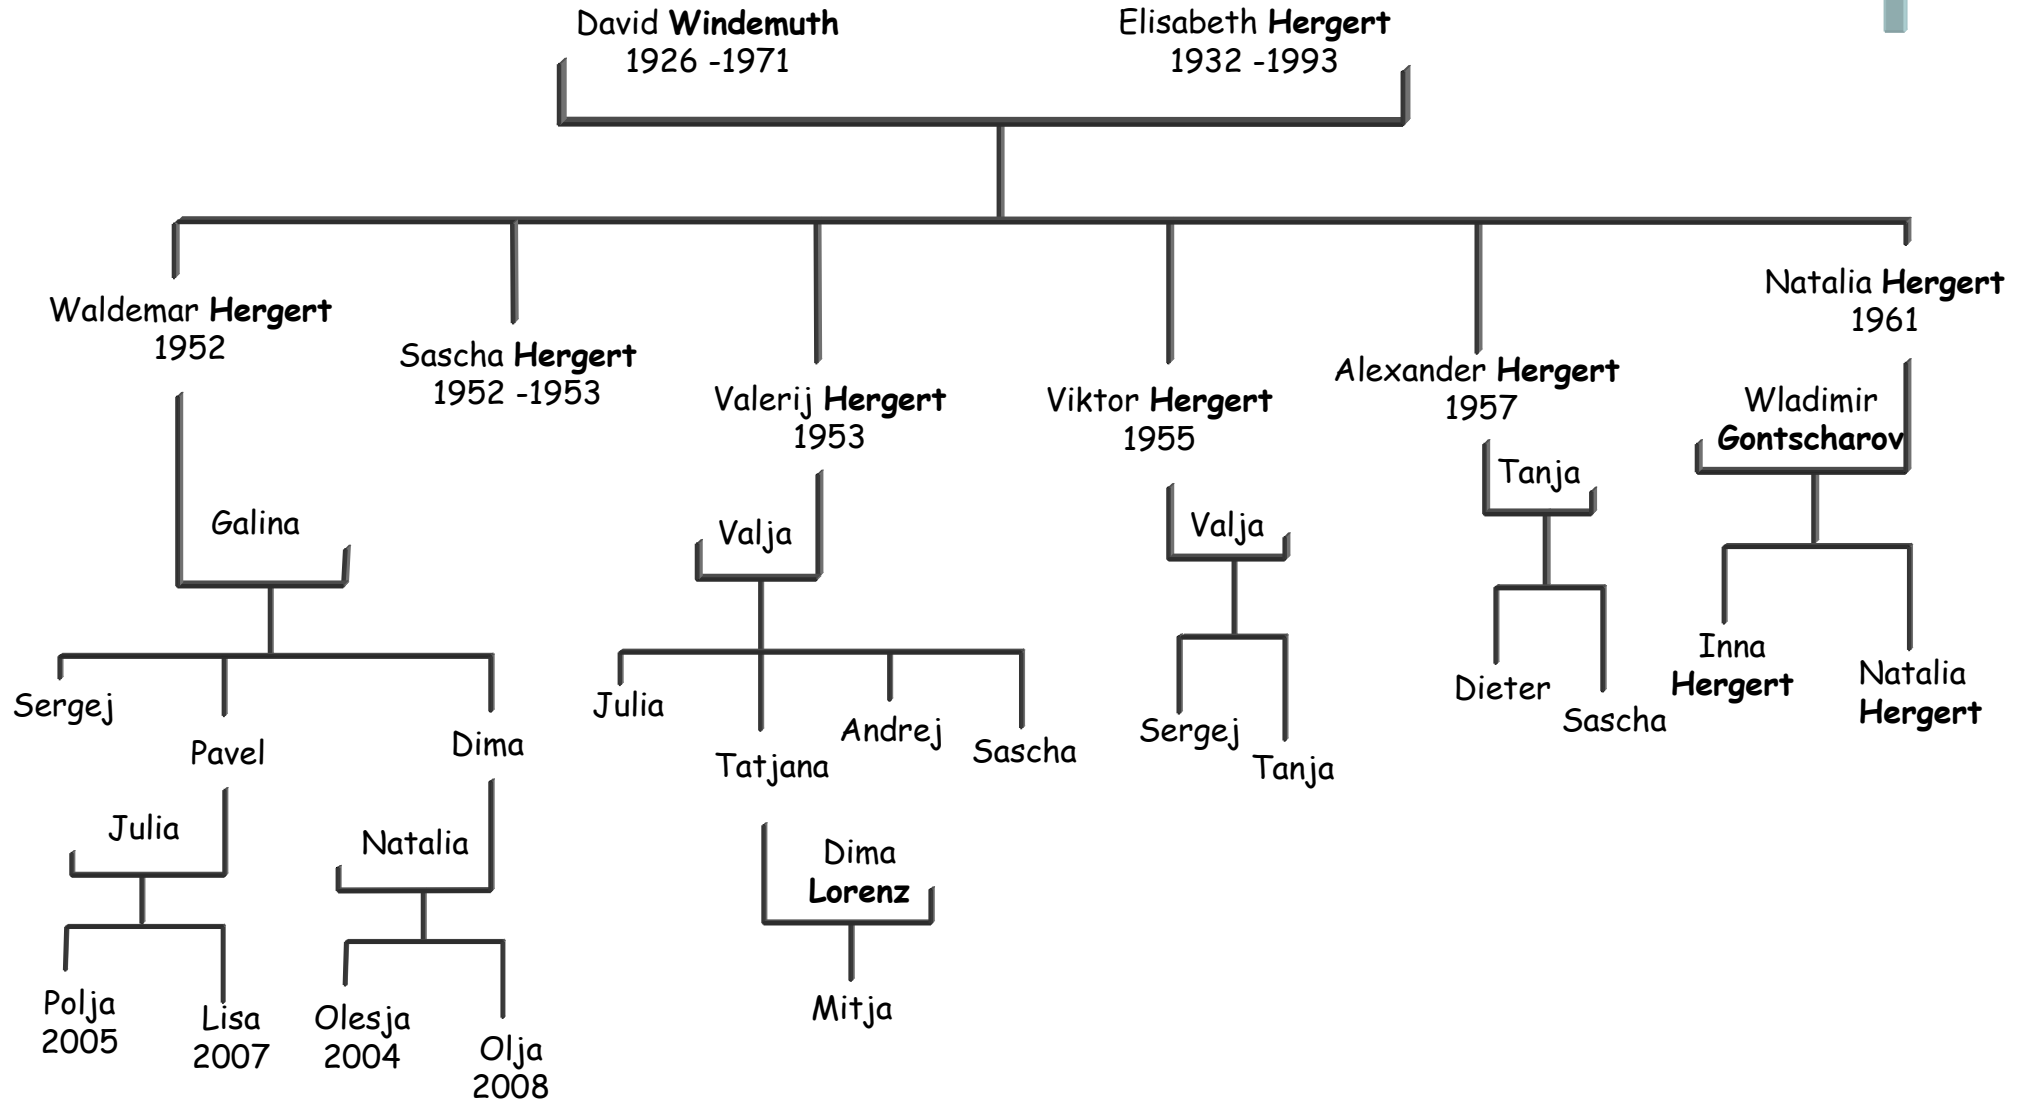 David Windemuth
1926 -1971
Elisabeth Hergert
1932 -1993
Waldemar Hergert
1952
Sascha Hergert
1952 -1953
Valerij Hergert
1953
Viktor Hergert
1955
Alexander Hergert
1957
Natalia Hergert
1961
Galina
Valja
Valja
Tanja
Wladimir
Gontscharov
Sergej
Pavel
Dima
Julia
Tatjana
Andrej
Sascha
Sergej
Tanja
Dieter
Sascha
Inna
Hergert
Natalia
Hergert
Julia
Natalia
Dima
Lorenz
Polja
2005
Lisa
2007
Olesja
2004
Olja
2008
Mitja